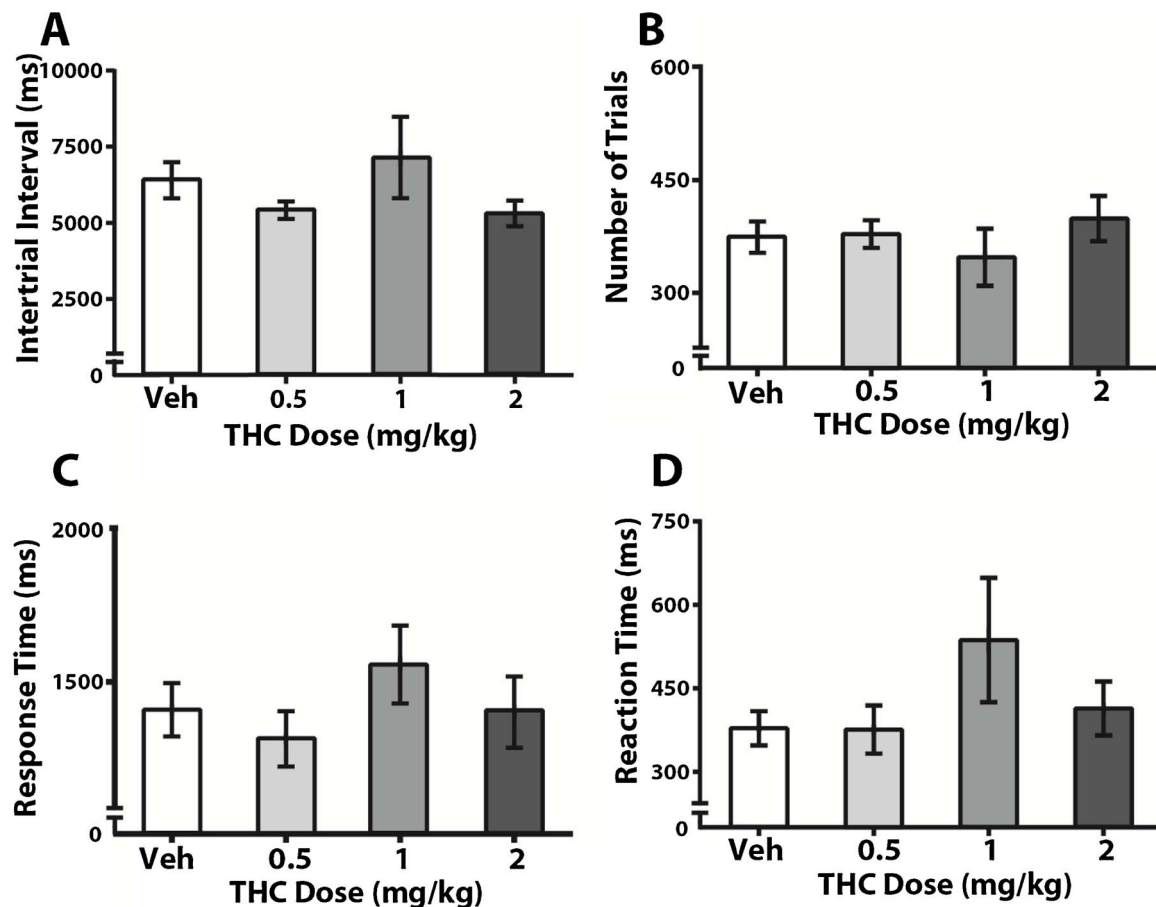 A
Intertrial Interval (ms)
10000
7500
5000
2500
0
Veh 0.5 1 2
THC Dose (mg/kg)
B
Number of Trials
600
450
300
0
Veh 0.5 1 2
THC Dose (mg/kg)
C
Response Time (ms)
2000
1500
0
Veh 0.5 1 2
THC Dose (mg/kg)
D
Reaction Time (ms)
750
600
450
300
0
Veh 0.5 1 2
THC Dose (mg/kg)